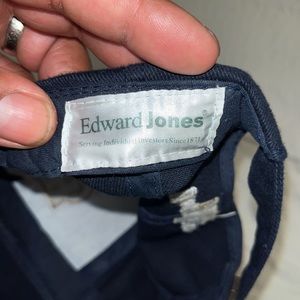 Edward Jones
Serving Individual Investors Since 1871